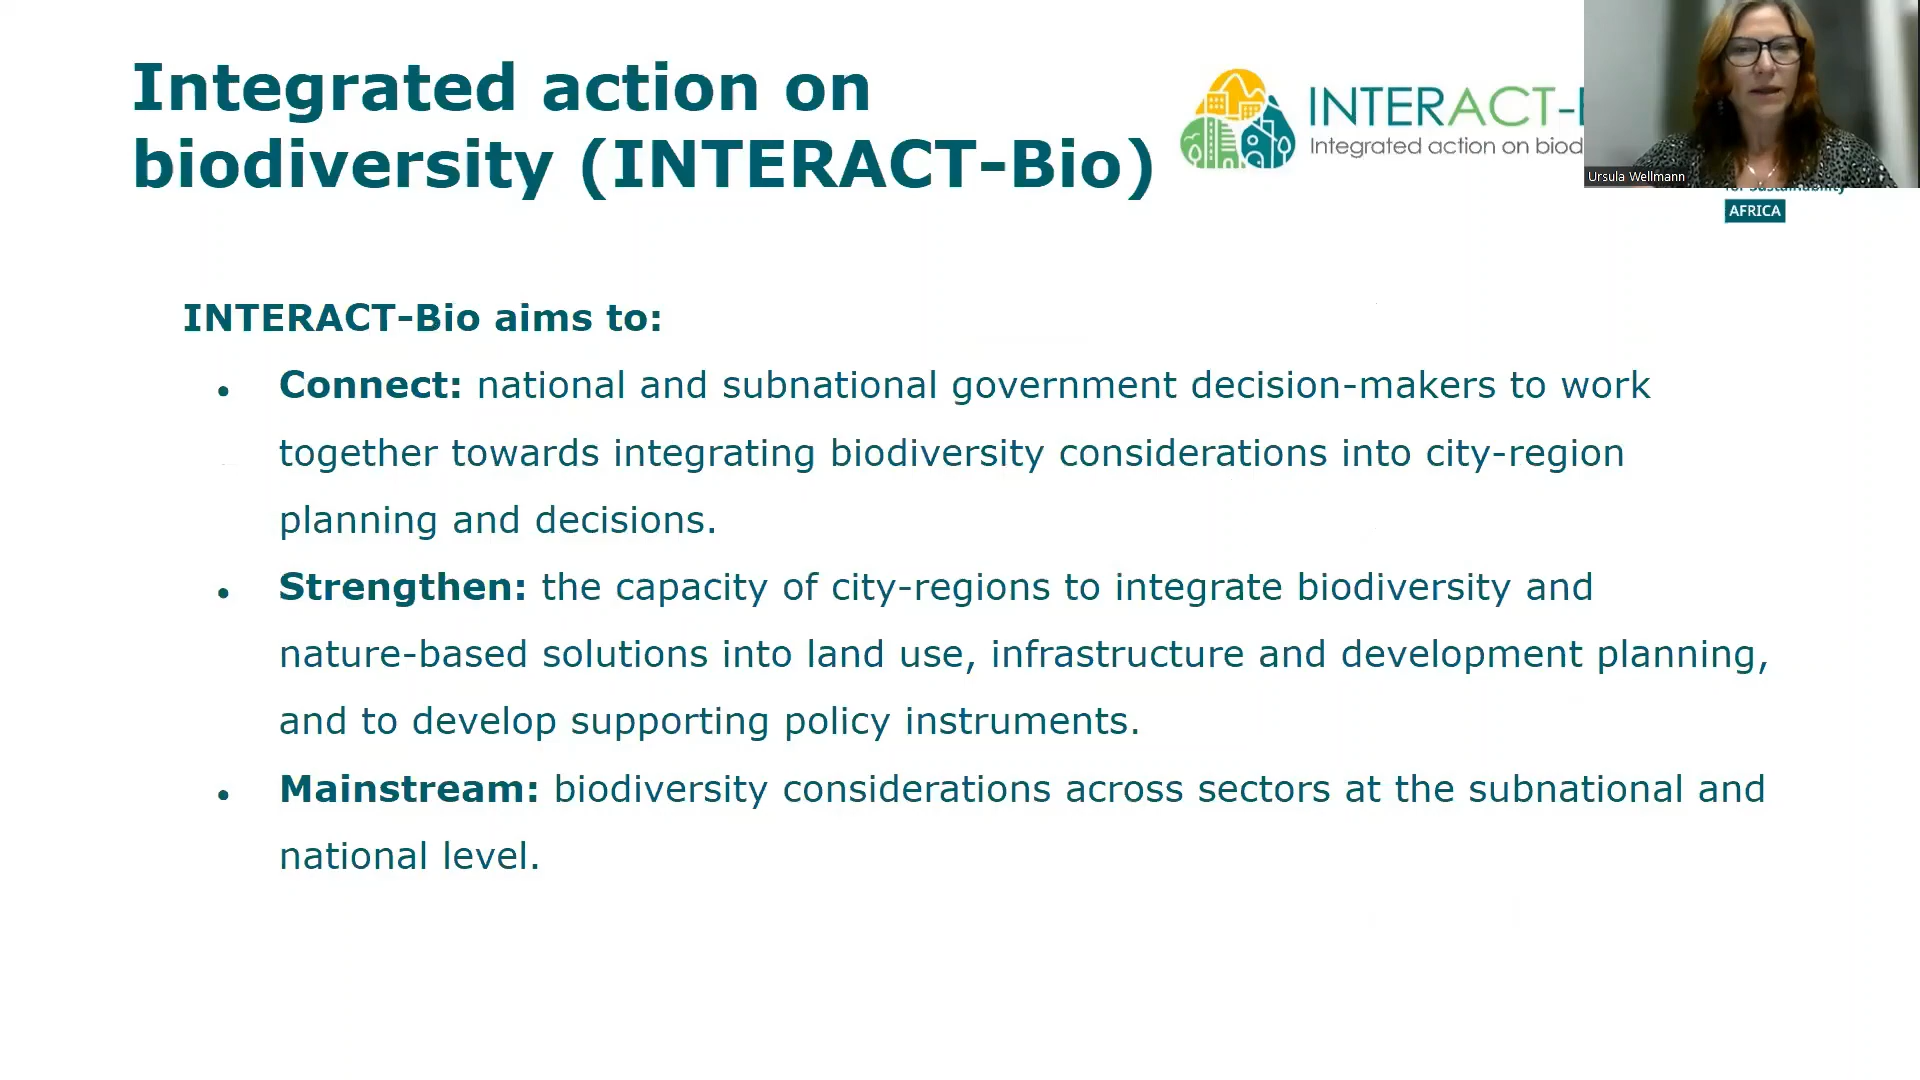 Integrated action on
biodiversity (INTERACT-Bio)
INTERACT-
Integrated action on biod
Ursula Wellmann
for Sustainability
AFRICA
INTERACT-Bio aims to:
• Connect: national and subnational government decision-makers to work
together towards integrating biodiversity considerations into city-region
planning and decisions.
• Strengthen: the capacity of city-regions to integrate biodiversity and
nature-based solutions into land use, infrastructure and development planning,
and to develop supporting policy instruments.
• Mainstream: biodiversity considerations across sectors at the subnational and
national level.